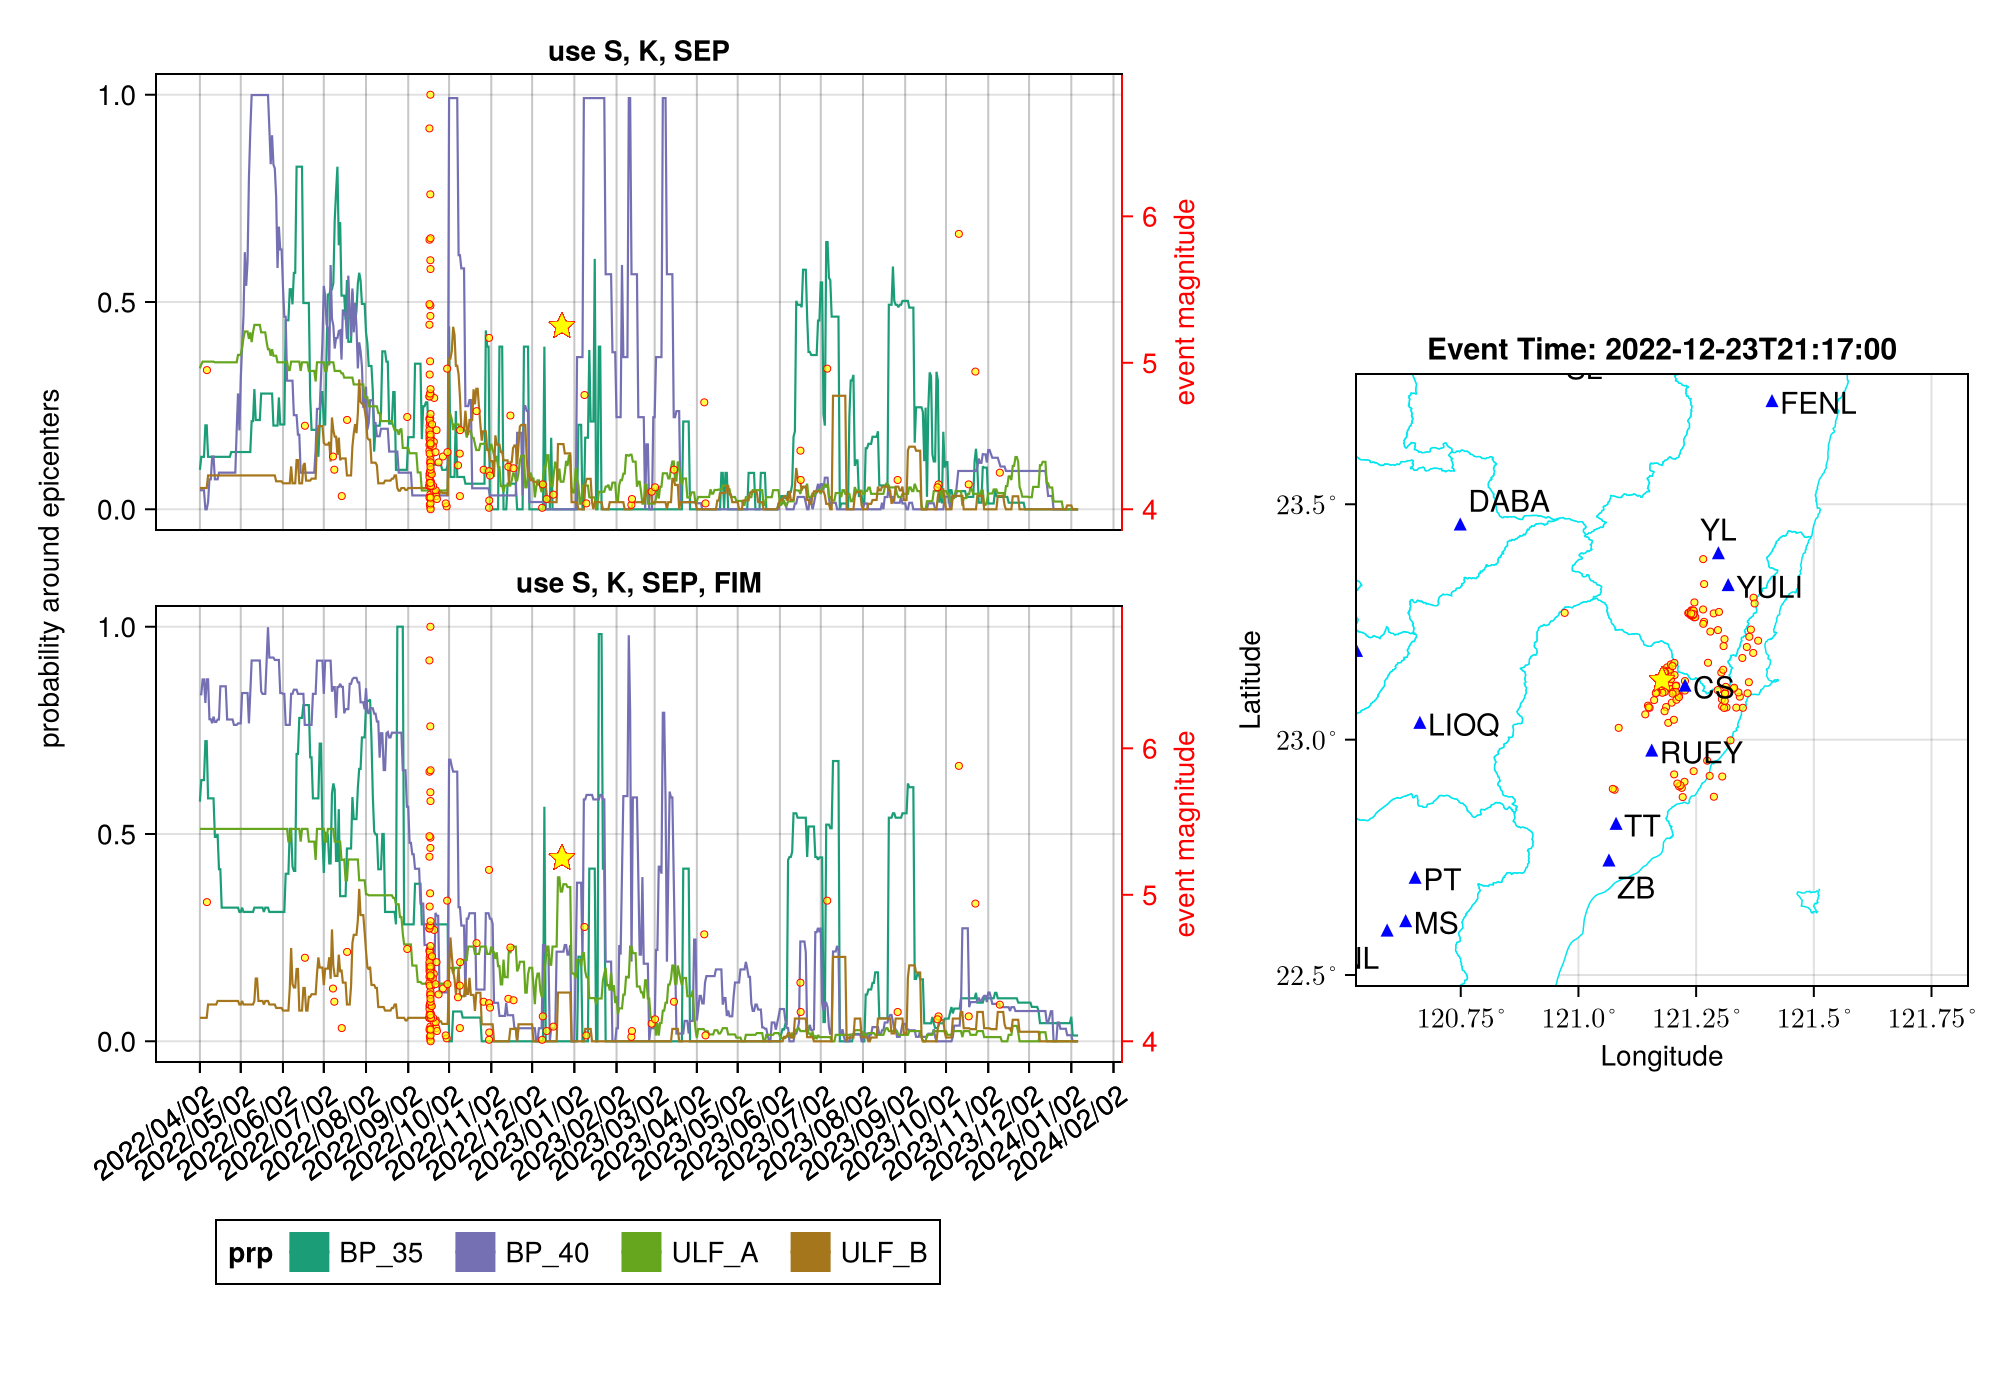 use S, K, SEP
1.0
0.5
0.0
6
5
4
event magnitude
probability around epicenters
use S, K, SEP, FIM
1.0
0.5
0.0
6
5
4
event magnitude
2022/04/02
2022/05/02
2022/06/02
2022/07/02
2022/08/02
2022/09/02
2022/10/02
2022/11/02
2022/12/02
2023/01/02
2023/02/02
2023/03/02
2023/04/02
2023/05/02
2023/06/02
2023/07/02
2023/08/02
2023/09/02
2023/10/02
2023/11/02
2023/12/02
2024/01/02
2024/02/02
prp BP_35 BP_40 ULF_A ULF_B
Event Time: 2022-12-23T21:17:00
FENL
DABA
YL
YULI
CS
LIOQ
RUEY
TT
ZB
PT
MS
Latitude
23.5°
23.0°
22.5°
120.75° 121.0° 121.25° 121.5° 121.75°
Longitude